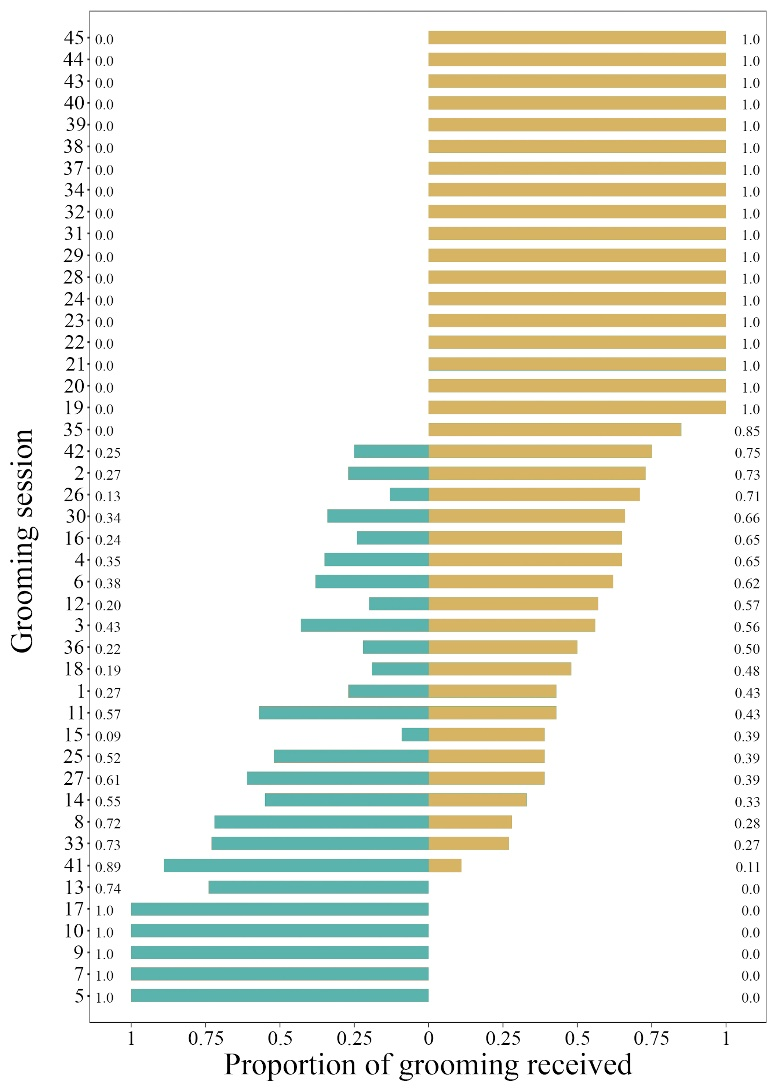 45 0.0 1.0
44 0.0 1.0
43 0.0 1.0
40 0.0 1.0
39 0.0 1.0
38 0.0 1.0
37 0.0 1.0
34 0.0 1.0
32 0.0 1.0
31 0.0 1.0
29 0.0 1.0
28 0.0 1.0
24 0.0 1.0
23 0.0 1.0
22 0.0 1.0
21 0.0 1.0
20 0.0 1.0
19 0.0 1.0
35 0.0 0.85
42 0.25 0.75
2 0.27 0.73
26 0.13 0.71
30 0.34 0.66
16 0.24 0.65
4 0.35 0.65
6 0.38 0.62
12 0.20 0.57
3 0.43 0.56
36 0.22 0.50
18 0.19 0.48
1 0.27 0.43
11 0.57 0.43
15 0.09 0.39
25 0.52 0.39
27 0.61 0.39
14 0.55 0.33
8 0.72 0.28
33 0.73 0.27
41 0.89 0.11
13 0.74 0.0
17 1.0 0.0
10 1.0 0.0
9 1.0 0.0
7 1.0 0.0
5 1.0 0.0
Grooming session
1 0.75 0.5 0.25 0 0.25 0.5 0.75 1
Proportion of grooming received